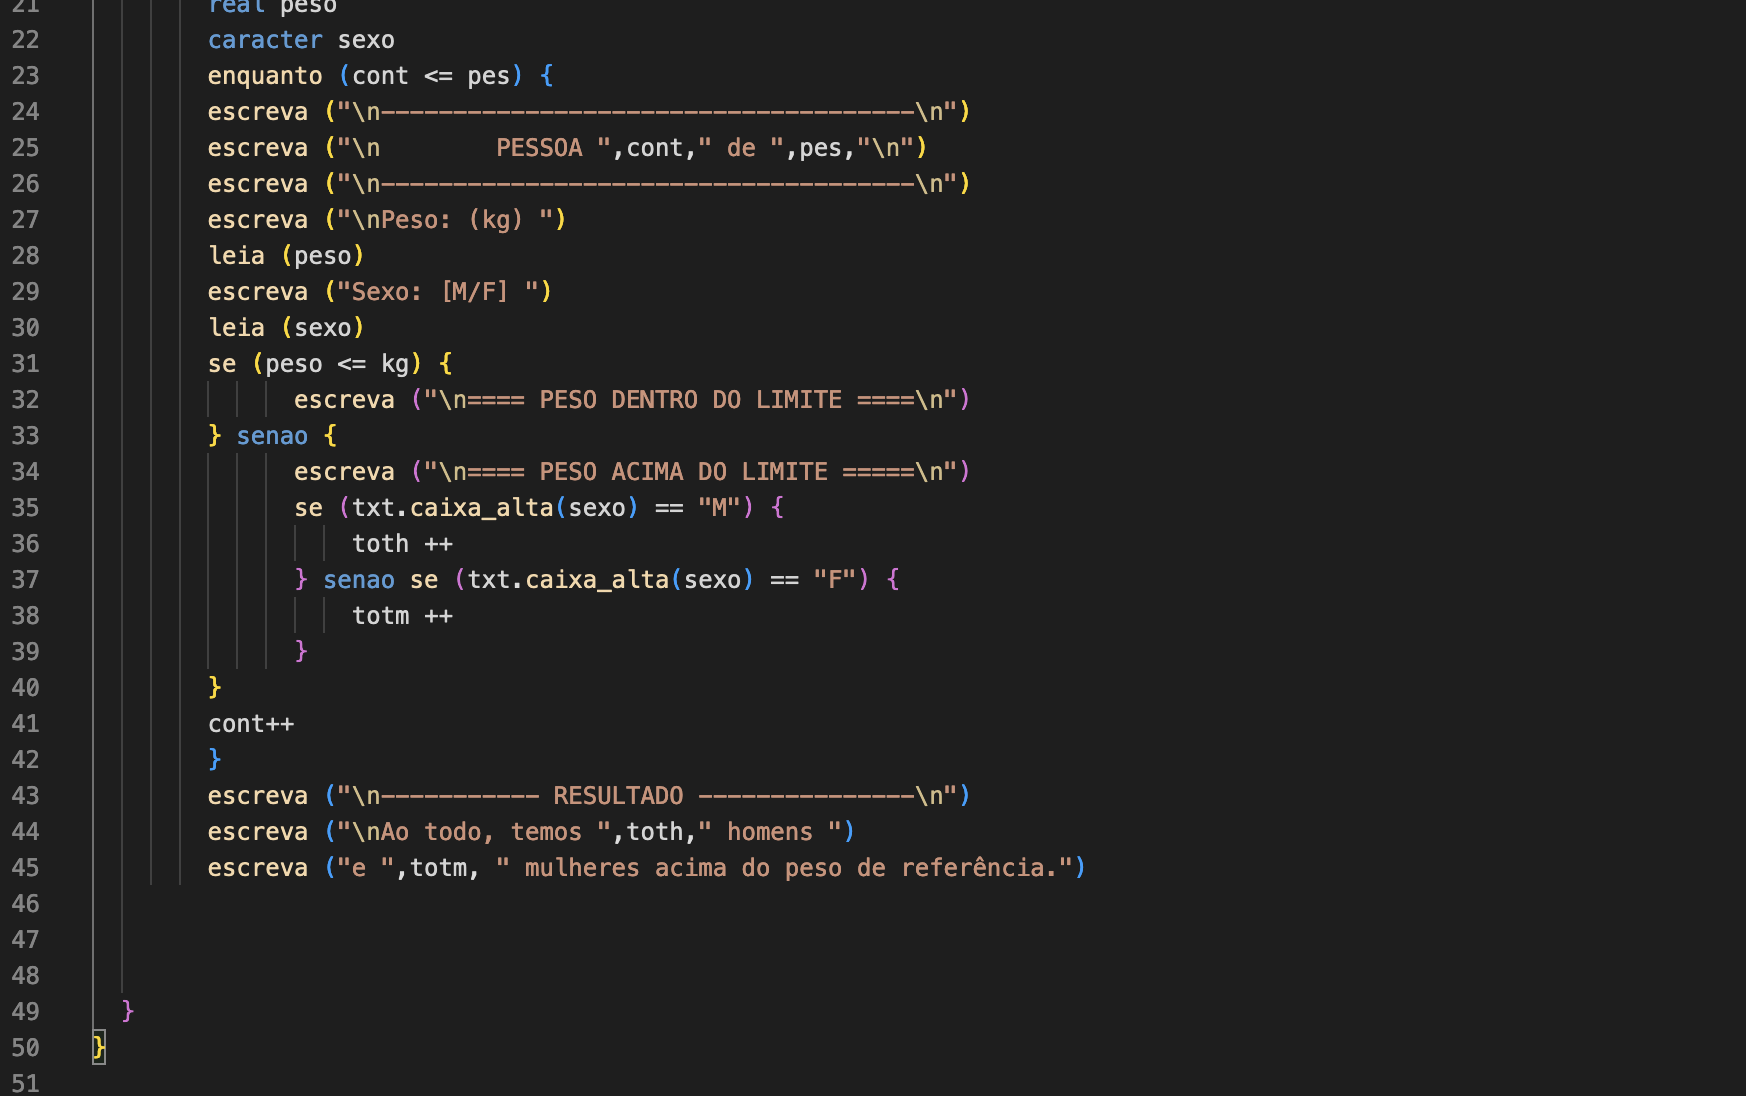 21 real peso
22 caracter sexo
23 enquanto (cont <= pes) {
24 escreva ("\n-------------------------------------\n")
25 escreva ("\n        PESSOA ",cont," de ",pes,"\n")
26 escreva ("\n-------------------------------------\n")
27 escreva ("\nPeso: (kg) ")
28 leia (peso)
29 escreva ("Sexo: [M/F] ")
30 leia (sexo)
31 se (peso <= kg) {
32 escreva ("\n==== PESO DENTRO DO LIMITE ====\n")
33 } senao {
34 escreva ("\n==== PESO ACIMA DO LIMITE =====\n")
35 se (txt.caixa_alta(sexo) == "M") {
36 toth ++
37 } senao se (txt.caixa_alta(sexo) == "F") {
38 totm ++
39 }
40 }
41 cont++
42 }
43 escreva ("\n----------- RESULTADO ---------------\n")
44 escreva ("\nAo todo, temos ",toth," homens ")
45 escreva ("e ",totm, " mulheres acima do peso de referência.")
46
47
48
49 }
50 }
51